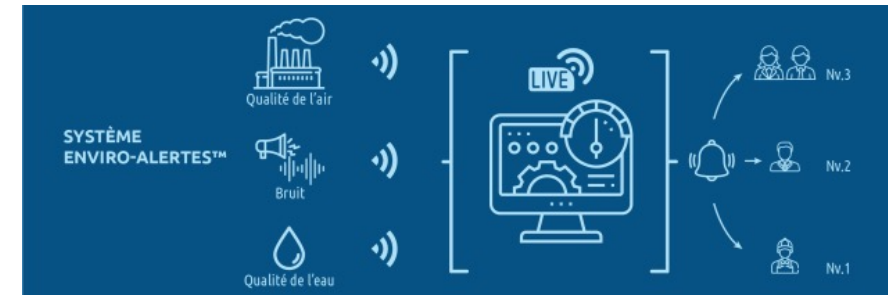 SYSTÈME
ENVIRO-ALERTES™
Qualité de l'air
Bruit
Qualité de l'eau
LIVE
Nv.3
Nv.2
Nv.1